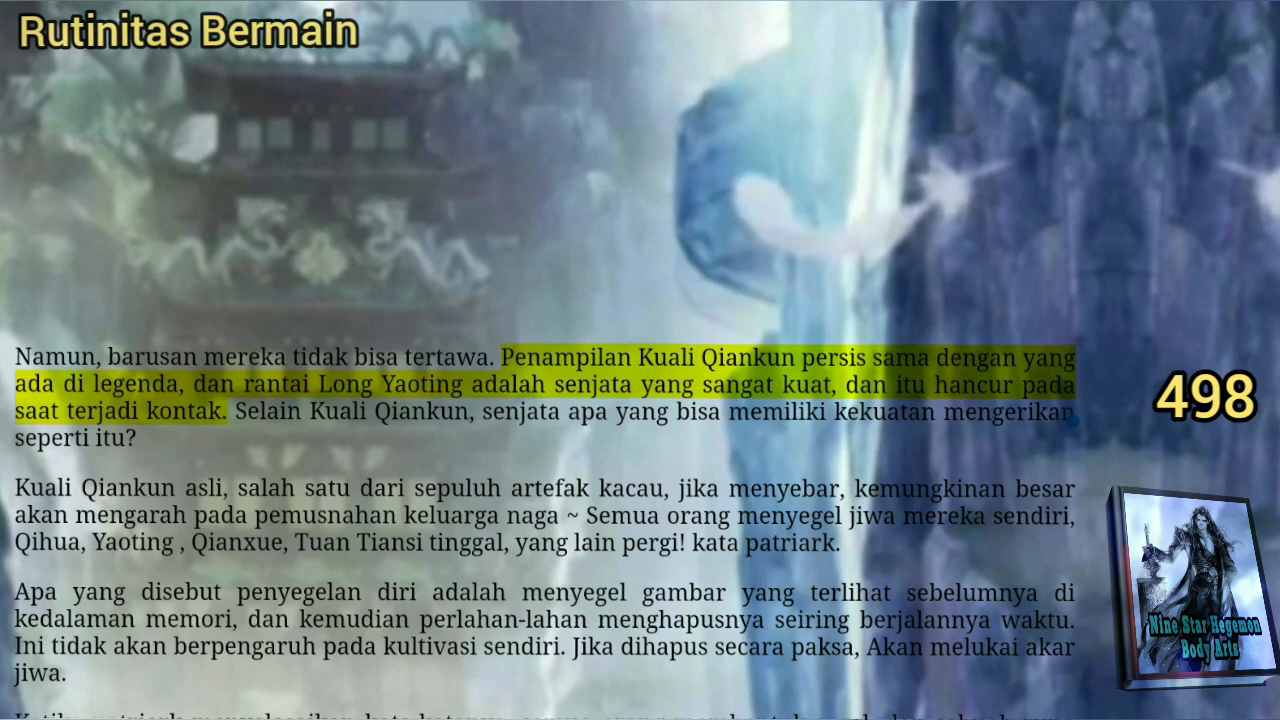 Rutinitas Bermain
Namun, barusan mereka tidak bisa tertawa. Penampilan Kuali Qiankun persis sama dengan yang
ada di legenda, dan rantai Long Yaoting adalah senjata yang sangat kuat, dan itu hancur pada
saat terjadi kontak. Selain Kuali Qiankun, senjata apa yang bisa memiliki kekuatan mengerikan
seperti itu?
Kuali Qiankun asli, salah satu dari sepuluh artefak kacau, jika menyebar, kemungkinan besar
akan mengarah pada pemusnahan keluarga naga ~ Semua orang menyegel jiwa mereka sendiri,
Qihua, Yaoting , Qianxue, Tuan Tiansi tinggal, yang lain pergi! kata patriark.
Apa yang disebut penyegelan diri adalah menyegel gambar yang terlihat sebelumnya di
kedalaman memori, dan kemudian perlahan-lahan menghapusnya seiring berjalannya waktu.
Ini tidak akan berpengaruh pada kultivasi sendiri. Jika dihapus secara paksa, Akan melukai akar
jiwa.
498
Nine Star Hegemon
Body Arts